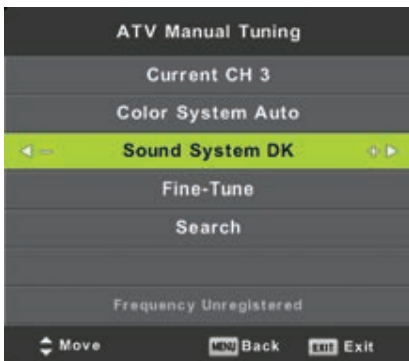 ATV Manual Tuning
Current CH 3
Color System Auto
Sound System DK
Fine-Tune
Search
Frequency Unregistered
Move MENU Back EXIT Exit